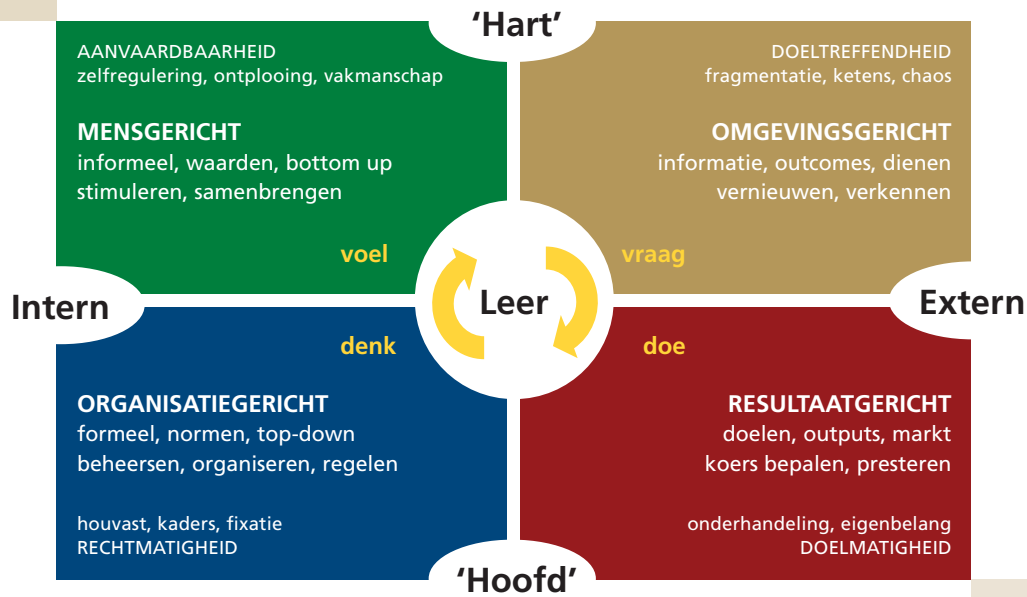 'Hart'
AANVAARDBAARHEID
zelfregulering, ontplooing, vakmanschap
MENSGERICHT
informeel, waarden, bottom up
stimuleren, samenbrengen
voel
DOELTREFFENDHEID
fragmentatie, ketens, chaos
OMGEVINGSGERICHT
informatie, outcomes, dienen
vernieuwen, verkennen
vraag
Intern
Leer
Extern
denk
ORGANISATIEGERICHT
formeel, normen, top-down
beheersen, organiseren, regelen
houvast, kaders, fixatie
RECHTMATIGHEID
doe
RESULTAATGERICHT
doelen, outputs, markt
koers bepalen, presteren
onderhandeling, eigenbelang
DOELMATIGHEID
'Hoofd'